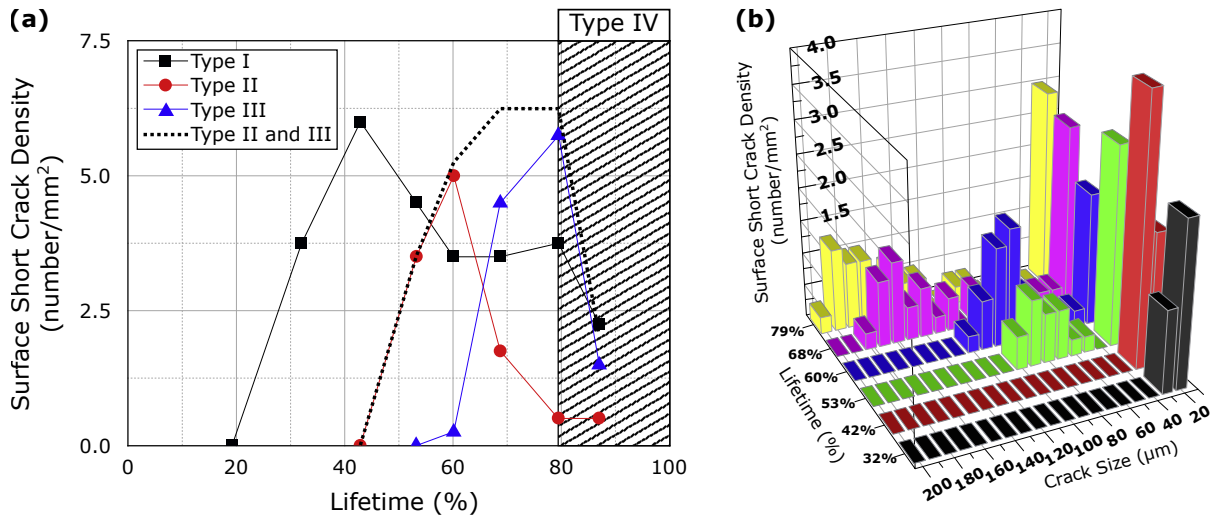 (a)
Type IV
Surface Short Crack Density
(number/mm²)
7.5
5.0
2.5
0.0
Type I
Type II
Type III
Type II and III
0
20
40
60
80
100
Lifetime (%)
(b)
Surface Short Crack Density
(number/mm²)
4.0
3.5
3.0
2.5
2.0
1.5
79%
68%
60%
53%
42%
32%
Lifetime (%)
200
180
160
140
120
100
80
60
40
20
Crack Size (μm)